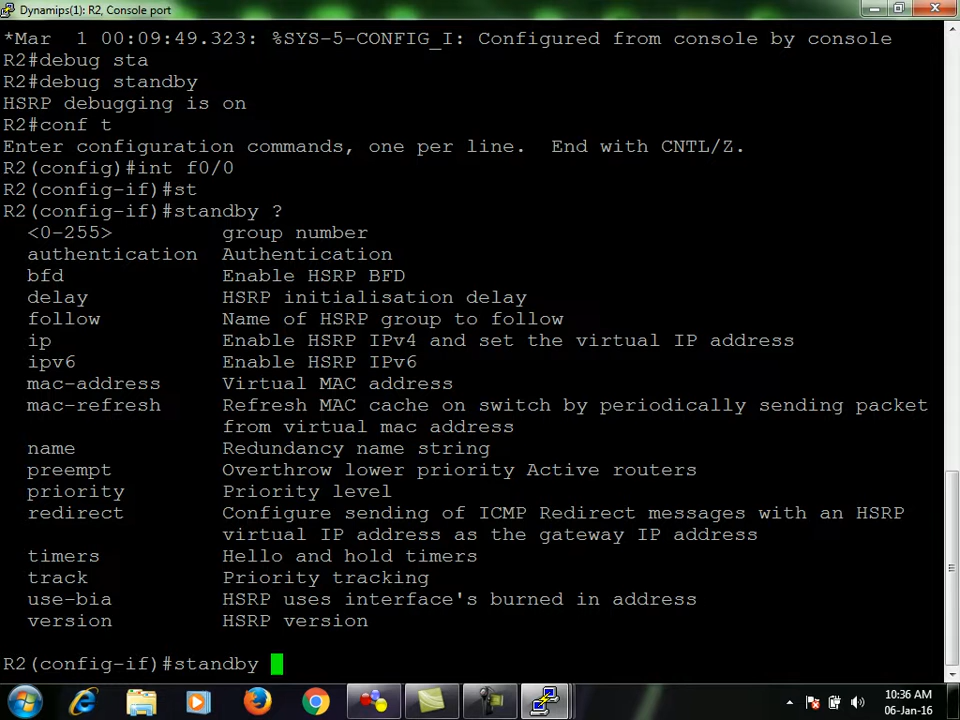 Dynamips(1): R2, Console port
*Mar  1 00:09:49.323: %SYS-5-CONFIG_I: Configured from console by console
R2#debug sta
R2#debug standby
HSRP debugging is on
R2#conf t
Enter configuration commands, one per line.  End with CNTL/Z.
R2(config)#int f0/0
R2(config-if)#st
R2(config-if)#standby ?
  <0-255>         group number
  authentication  Authentication
  bfd             Enable HSRP BFD
  delay           HSRP initialisation delay
  follow          Name of HSRP group to follow
  ip              Enable HSRP IPv4 and set the virtual IP address
  ipv6            Enable HSRP IPv6
  mac-address     Virtual MAC address
  mac-refresh     Refresh MAC cache on switch by periodically sending packet
                  from virtual mac address
  name            Redundancy name string
  preempt         Overthrow lower priority Active routers
  priority        Priority level
  redirect        Configure sending of ICMP Redirect messages with an HSRP
                  virtual IP address as the gateway IP address
  timers          Hello and hold timers
  track           Priority tracking
  use-bia         HSRP uses interface's burned in address
  version         HSRP version
R2(config-if)#standby
10:36 AM
06-Jan-16